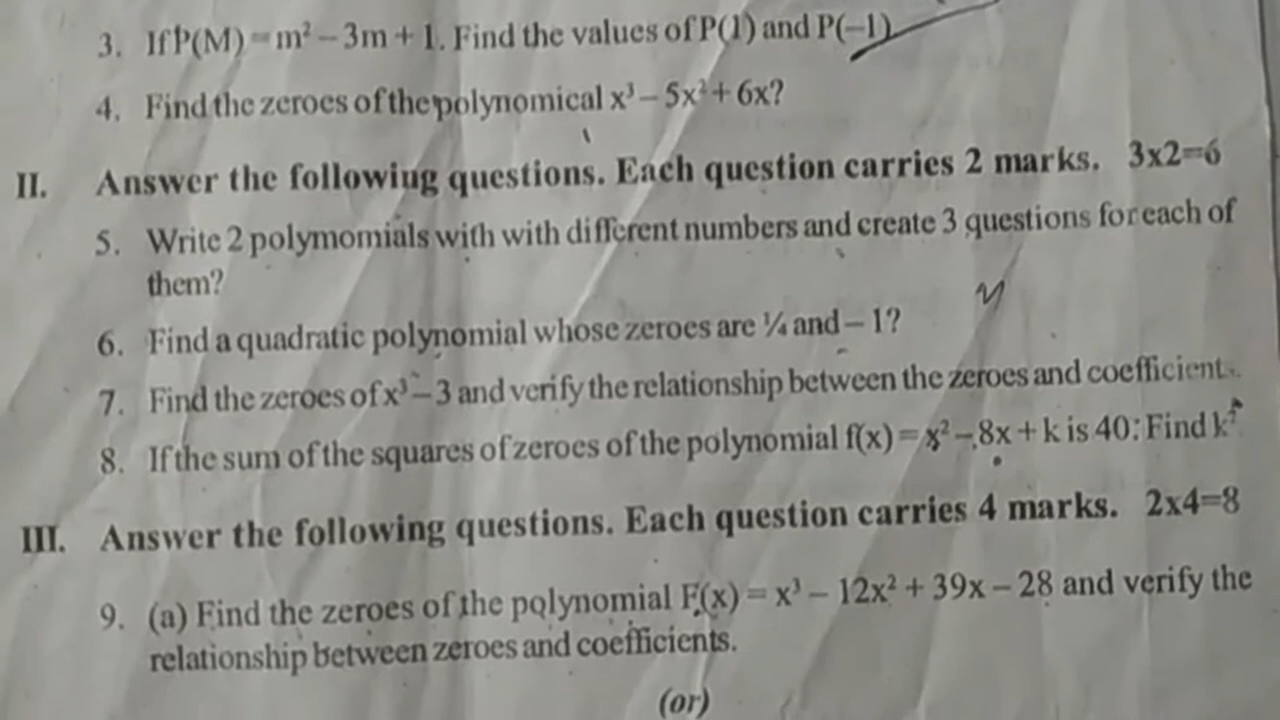 3. If P(M) = m² – 3m + 1. Find the values of P(1) and P(–1)
4. Find the zeroes of the polynomical x³ – 5x² + 6x?
II. Answer the following questions. Each question carries 2 marks. 3x2=6
5. Write 2 polymomials with with different numbers and create 3 questions for each of
them?
6. Find a quadratic polynomial whose zeroes are ¼ and – 1?
7. Find the zeroes of x³ – 3 and verify the relationship between the zeroes and coefficient
8. If the sum of the squares of zeroes of the polynomial f(x) = x² – 8x + k is 40: Find k
III. Answer the following questions. Each question carries 4 marks. 2x4=8
9. (a) Find the zeroes of the polynomial F(x) = x³ – 12x² + 39x – 28 and verify the
relationship between zeroes and coefficients.
(or)